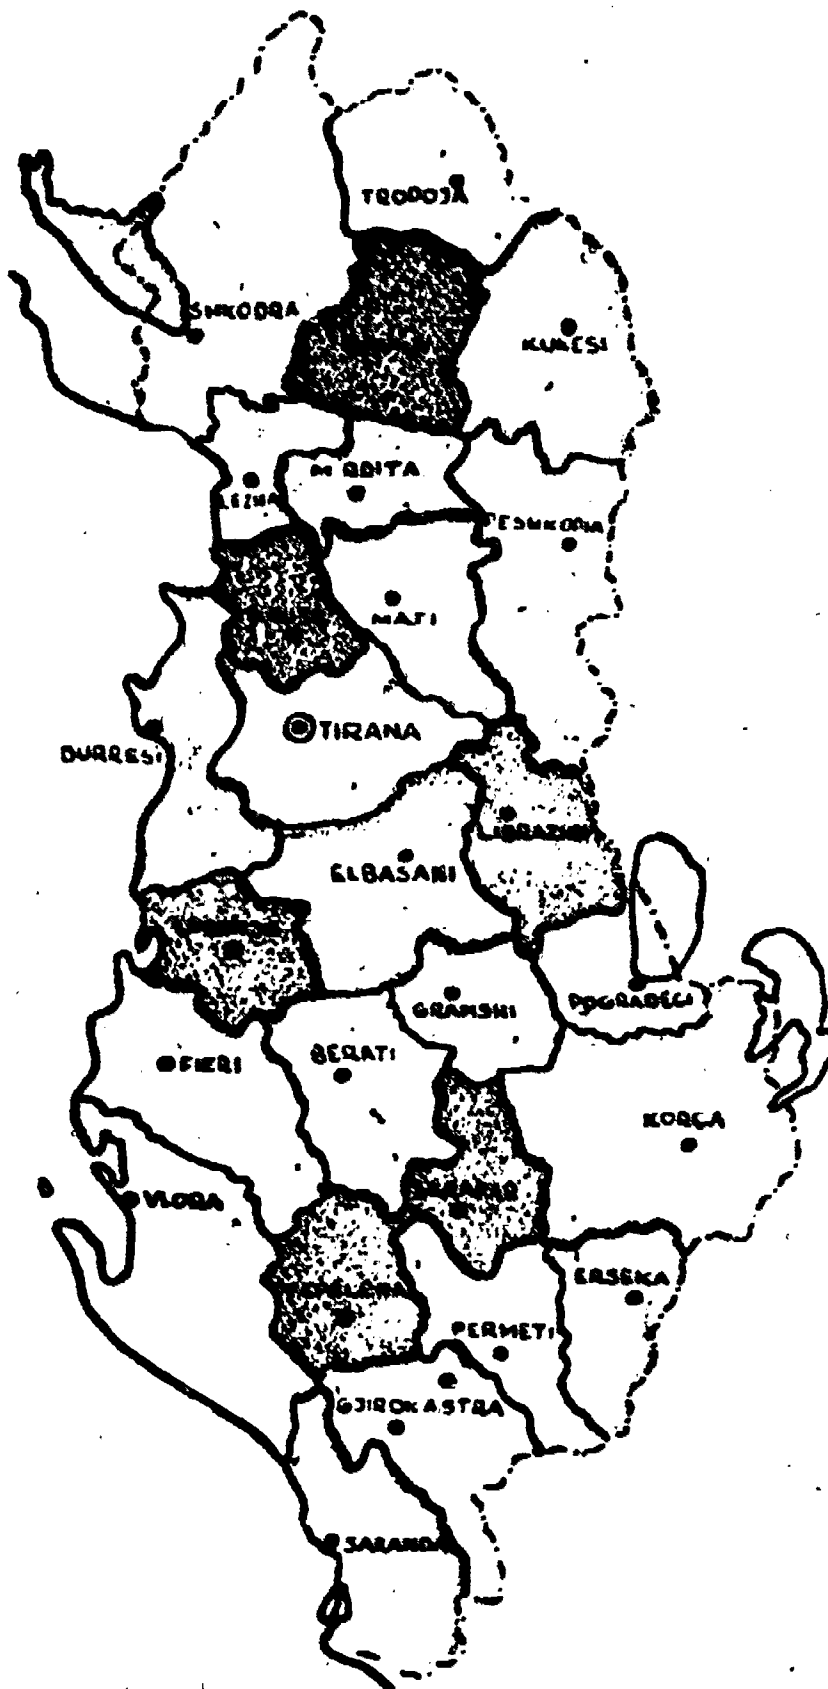 TROPOJA
SHKODRA
KUKESI
MIRDITA
LEZHA
PESHKOPIA
MATI
TIRANA
DURRESI
LIBRAZHDI
ELBASANI
GRAMSHI
POGRADECI
BERATI
FIERI
KORÇA
VLORA
ERSEKA
PERMETI
GJIROKASTRA
SARANDA